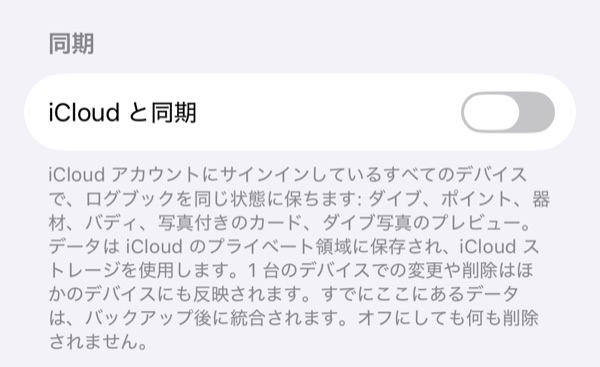 同期
iCloud と同期
iCloud アカウントにサインインしているすべてのデバイス
で、ログブックを同じ状態に保ちます: ダイブ、ポイント、器
材、バディ、写真付きのカード、ダイブ写真のプレビュー。
データは iCloud のプライベート領域に保存され、iCloud ス
トレージを使用します。1 台のデバイスでの変更や削除はほ
かのデバイスにも反映されます。すでにここにあるデータ
は、バックアップ後に統合されます。オフにしても何も削除
されません。